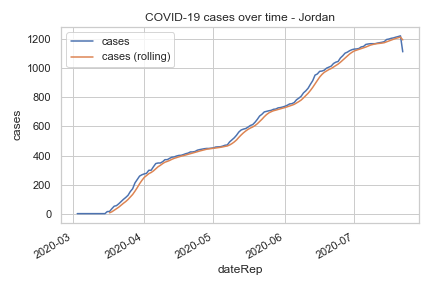 COVID-19 cases over time - Jordan
cases
cases (rolling)
1200
1000
800
600
400
200
0
cases
2020-03
2020-04
2020-05
2020-06
2020-07
dateRep